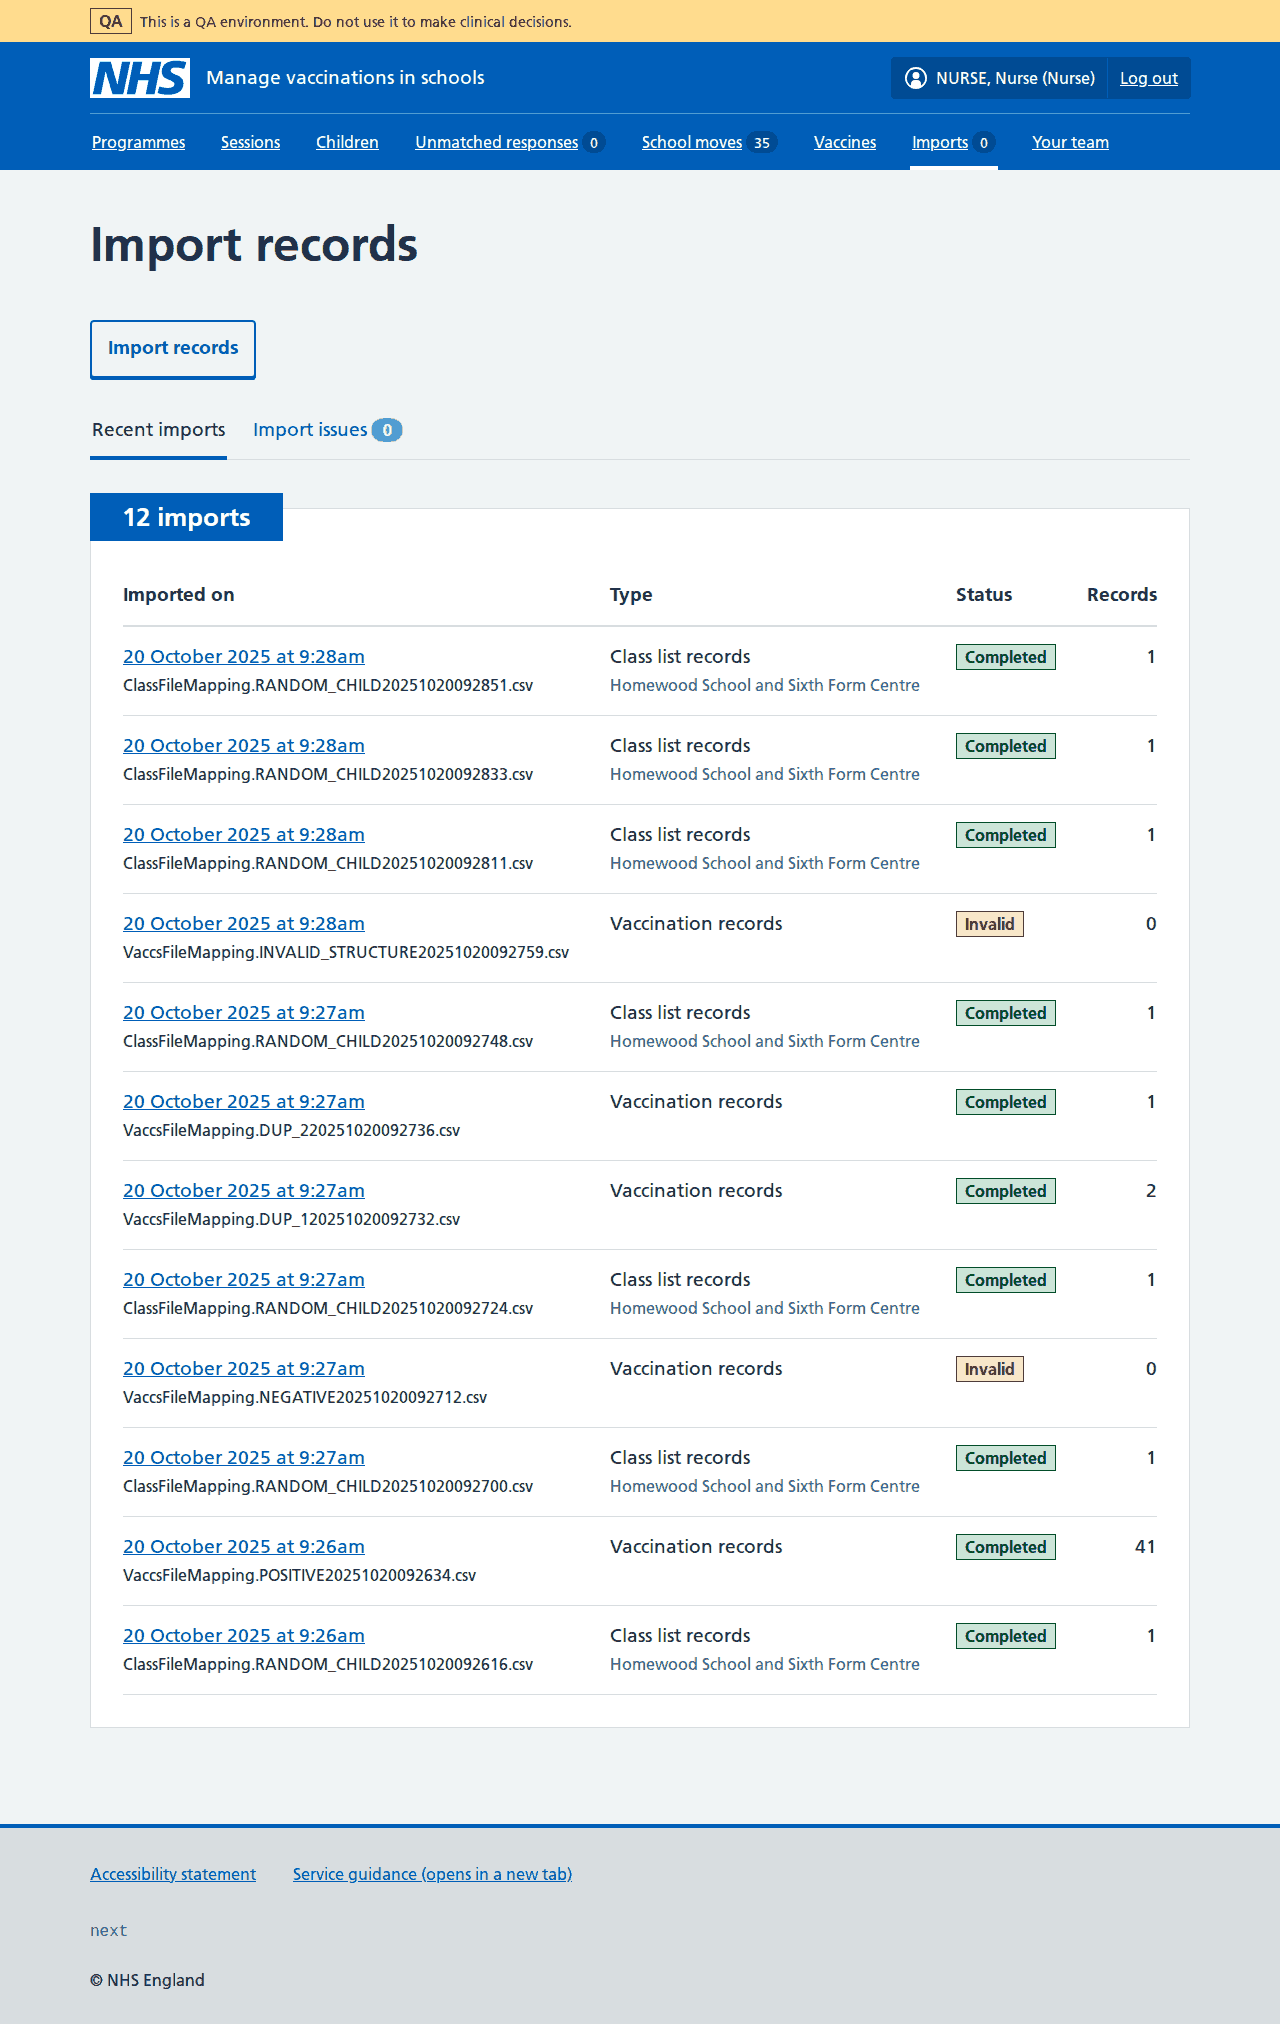 QA This is a QA environment. Do not use it to make clinical decisions.
NHS Manage vaccinations in schools NURSE, Nurse (Nurse) Log out
Programmes Sessions Children Unmatched responses 0 School moves 35 Vaccines Imports 0 Your team
Import records
Import records
Recent imports Import issues 0
12 imports
Imported on Type Status Records
20 October 2025 at 9:28am Class list records Completed 1
ClassFileMapping.RANDOM_CHILD20251020092851.csv Homewood School and Sixth Form Centre
20 October 2025 at 9:28am Class list records Completed 1
ClassFileMapping.RANDOM_CHILD20251020092833.csv Homewood School and Sixth Form Centre
20 October 2025 at 9:28am Class list records Completed 1
ClassFileMapping.RANDOM_CHILD20251020092811.csv Homewood School and Sixth Form Centre
20 October 2025 at 9:28am Vaccination records Invalid 0
VaccsFileMapping.INVALID_STRUCTURE20251020092759.csv
20 October 2025 at 9:27am Class list records Completed 1
ClassFileMapping.RANDOM_CHILD20251020092748.csv Homewood School and Sixth Form Centre
20 October 2025 at 9:27am Vaccination records Completed 1
VaccsFileMapping.DUP_220251020092736.csv
20 October 2025 at 9:27am Vaccination records Completed 2
VaccsFileMapping.DUP_120251020092732.csv
20 October 2025 at 9:27am Class list records Completed 1
ClassFileMapping.RANDOM_CHILD20251020092724.csv Homewood School and Sixth Form Centre
20 October 2025 at 9:27am Vaccination records Invalid 0
VaccsFileMapping.NEGATIVE20251020092712.csv
20 October 2025 at 9:27am Class list records Completed 1
ClassFileMapping.RANDOM_CHILD20251020092700.csv Homewood School and Sixth Form Centre
20 October 2025 at 9:26am Vaccination records Completed 41
VaccsFileMapping.POSITIVE20251020092634.csv
20 October 2025 at 9:26am Class list records Completed 1
ClassFileMapping.RANDOM_CHILD20251020092616.csv Homewood School and Sixth Form Centre
Accessibility statement Service guidance (opens in a new tab)
next
© NHS England